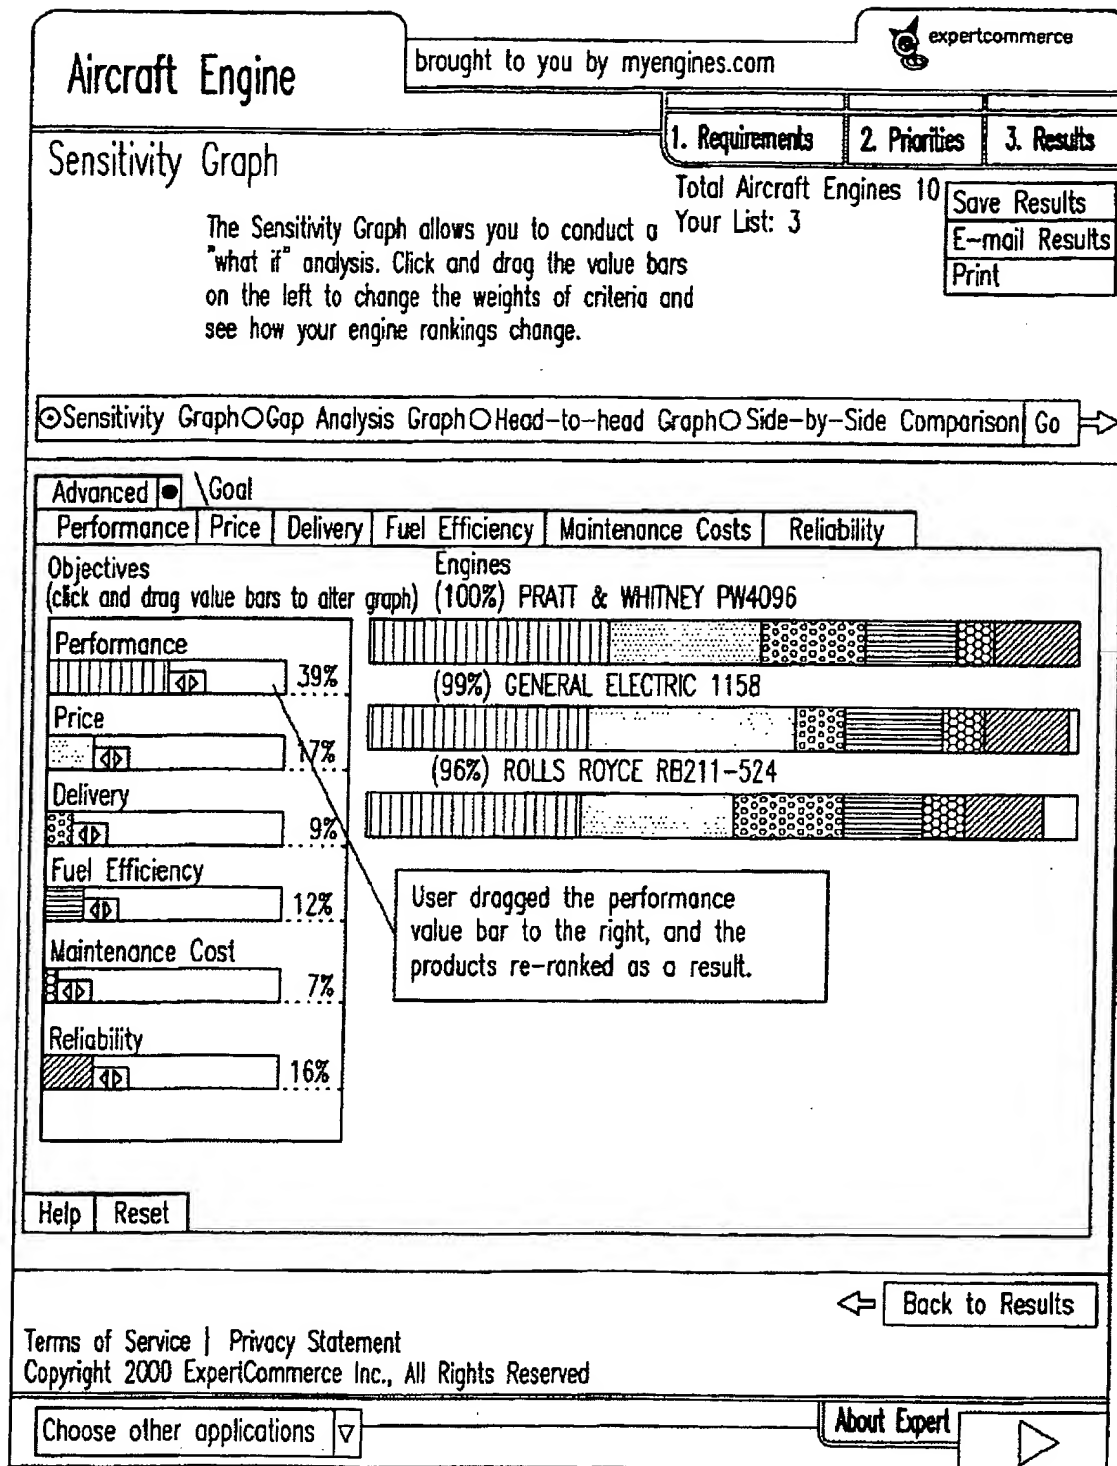 Aircraft Engine
brought to you by myengines.com
expertcommerce
1. Requirements
2. Priorities
3. Results
Sensitivity Graph
Total Aircraft Engines 10
Your List: 3
Save Results
E-mail Results
Print
The Sensitivity Graph allows you to conduct a
"what if" analysis. Click and drag the value bars
on the left to change the weights of criteria and
see how your engine rankings change.
Sensitivity Graph Gap Analysis Graph Head-to-head Graph Side-by-Side Comparison Go
Advanced \Goal
Performance Price Delivery Fuel Efficiency Maintenance Costs Reliability
Objectives
(click and drag value bars to alter graph)
Engines
(100%) PRATT & WHITNEY PW4096
Performance
39%
(99%) GENERAL ELECTRIC 1158
Price
17%
(96%) ROLLS ROYCE RB211-524
Delivery
9%
Fuel Efficiency
12%
User dragged the performance
value bar to the right, and the
products re-ranked as a result.
Maintenance Cost
7%
Reliability
16%
Help Reset
Back to Results
Terms of Service | Privacy Statement
Copyright 2000 ExpertCommerce Inc., All Rights Reserved
Choose other applications
About Expert